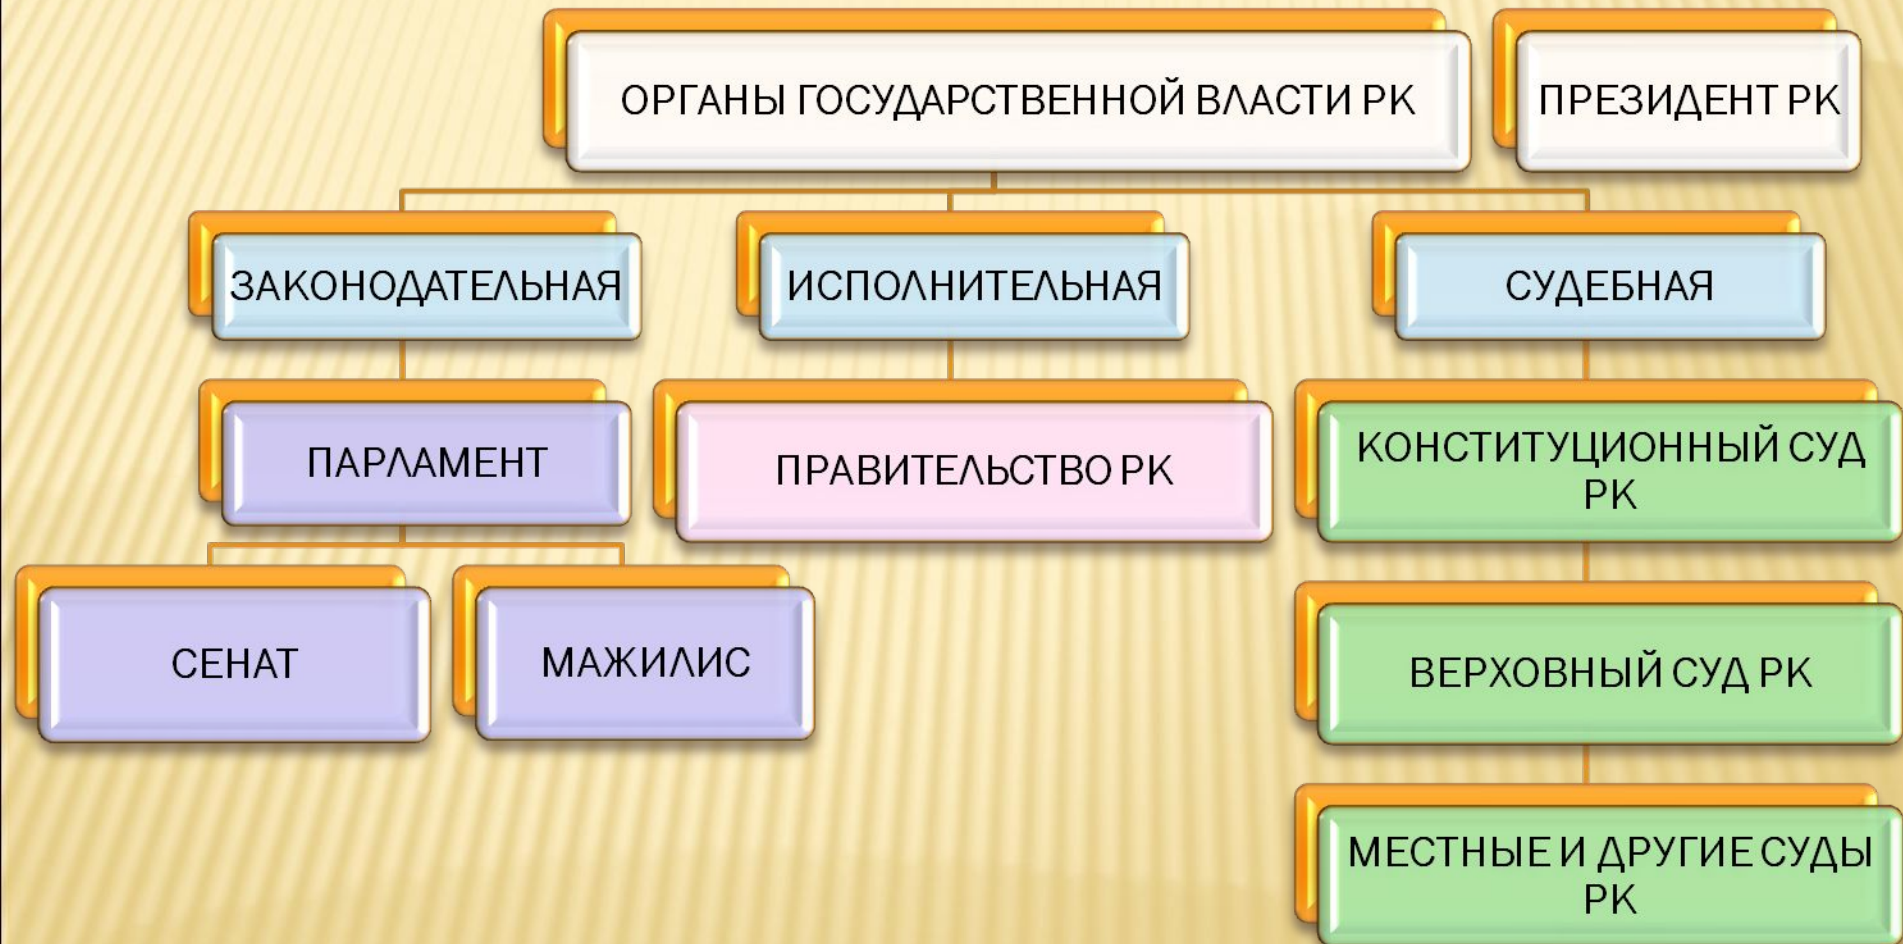 ОРГАНЫ ГОСУДАРСТВЕННОЙ ВЛАСТИ РК
ПРЕЗИДЕНТ РК
ЗАКОНОДАТЕЛЬНАЯ
ИСПОЛНИТЕЛЬНАЯ
СУДЕБНАЯ
ПАРЛАМЕНТ
ПРАВИТЕЛЬСТВО РК
КОНСТИТУЦИОННЫЙ СУД
РК
СЕНАТ
МАЖИЛИС
ВЕРХОВНЫЙ СУД РК
МЕСТНЫЕ И ДРУГИЕ СУДЫ
РК